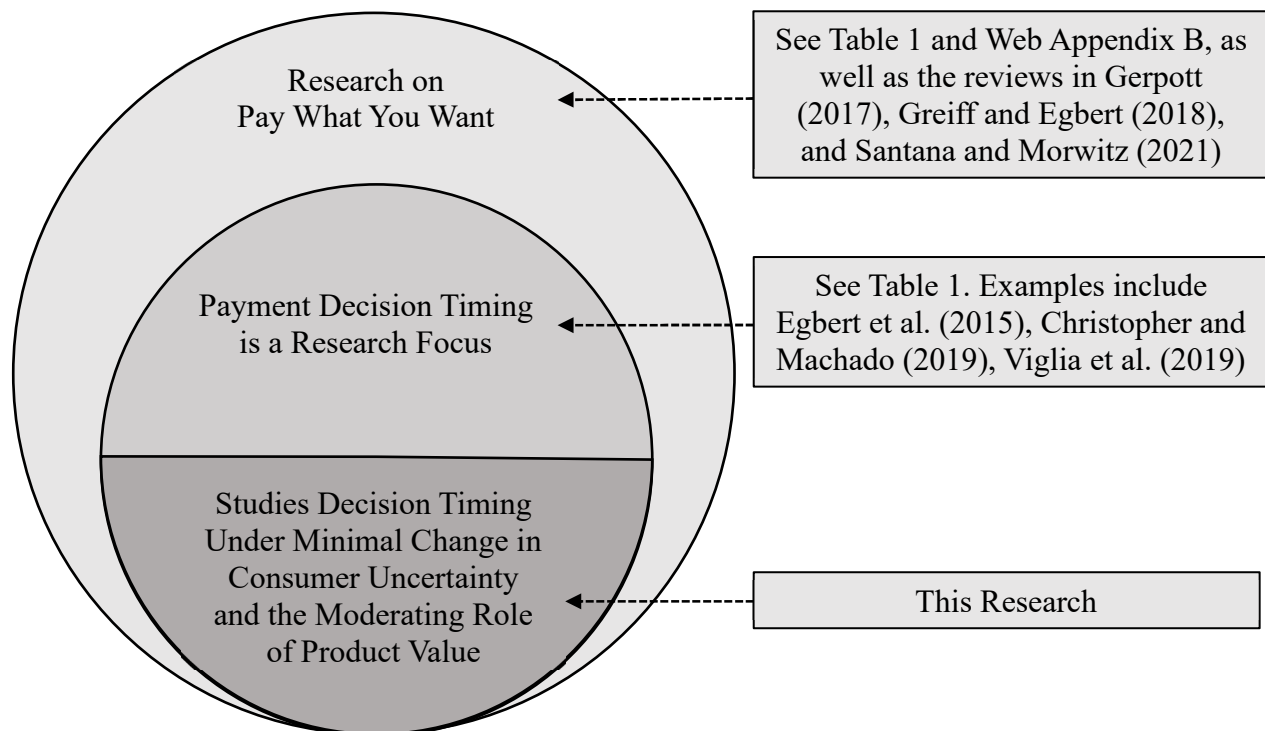 Research on
Pay What You Want
See Table 1 and Web Appendix B, as
well as the reviews in Gerpott
(2017), Greiff and Egbert (2018),
and Santana and Morwitz (2021)
Payment Decision Timing
is a Research Focus
See Table 1. Examples include
Egbert et al. (2015), Christopher and
Machado (2019), Viglia et al. (2019)
Studies Decision Timing
Under Minimal Change in
Consumer Uncertainty
and the Moderating Role
of Product Value
This Research